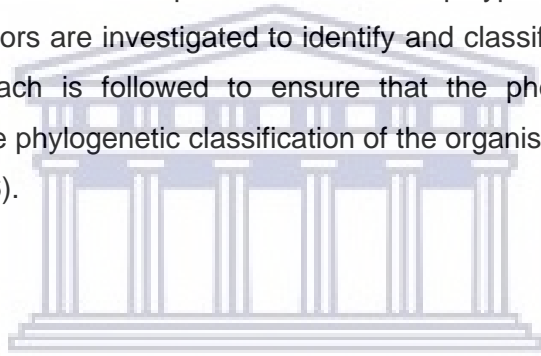 ors are investigated to identify and classif
ach is followed to ensure that the
e phylogenetic classification of the organis
).